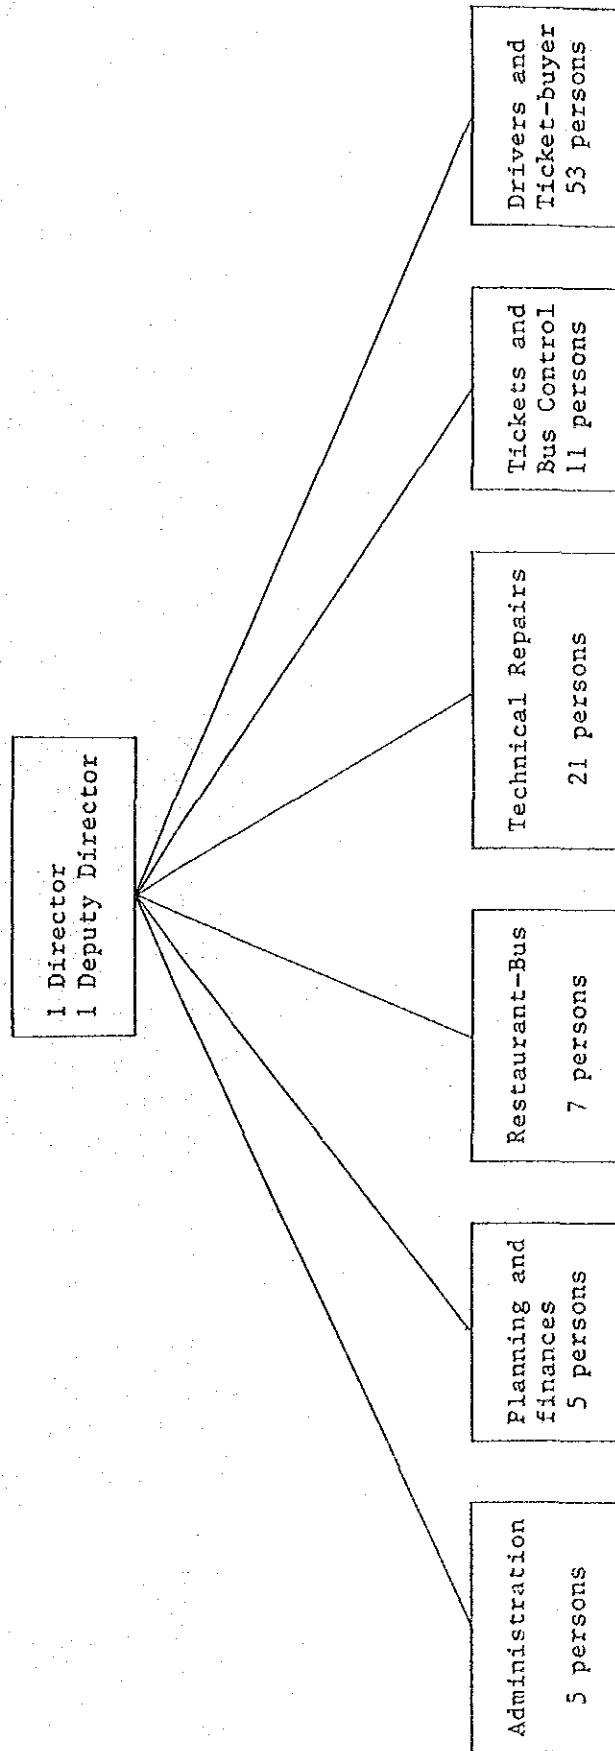 1 Director
1 Deputy Director
Administration
5 persons
Planning and
finances
5 persons
Restaurant-Bus
7 persons
Technical Repairs
21 persons
Tickets and
Bus Control
11 persons
Drivers and
Ticket-buyer
53 persons